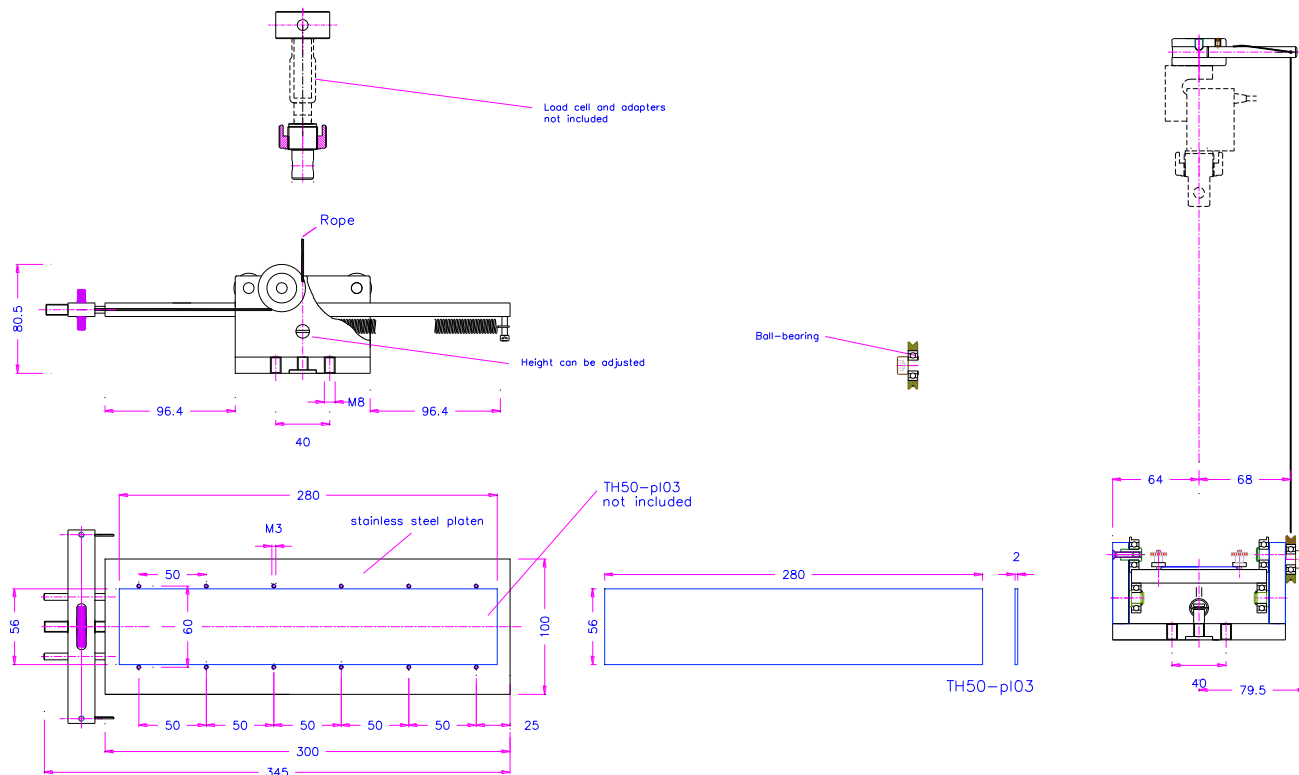 Load cell and adapters
not included
Rope
80.5
Height can be adjusted
96.4
M8
96.4
40
Ball-bearing
64
68
280
TH50-pl03
not included
M3
stainless steel platen
50
56
60
100
50
50
50
50
50
25
300
345
280
2
56
TH50-pl03
40
79.5